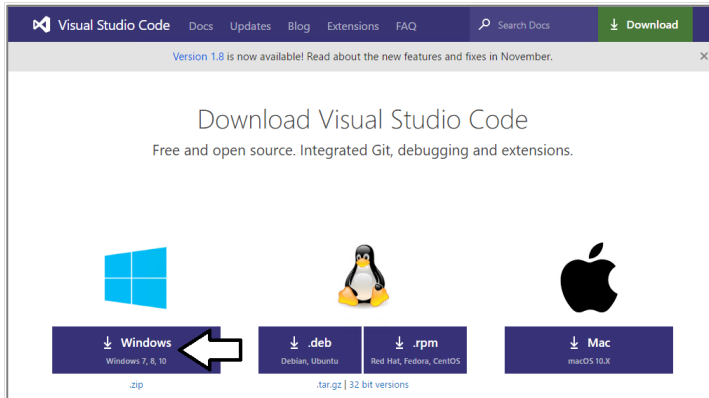 Visual Studio Code Docs Updates Blog Extensions FAQ Search Docs Download
Version 1.8 is now available! Read about the new features and fixes in November.
Download Visual Studio Code
Free and open source. Integrated Git, debugging and extensions.
Windows
Windows 7, 8, 10
.zip
.deb
Debian, Ubuntu
.rpm
Red Hat, Fedora, CentOS
.tar.gz | 32 bit versions
Mac
macOS 10.X